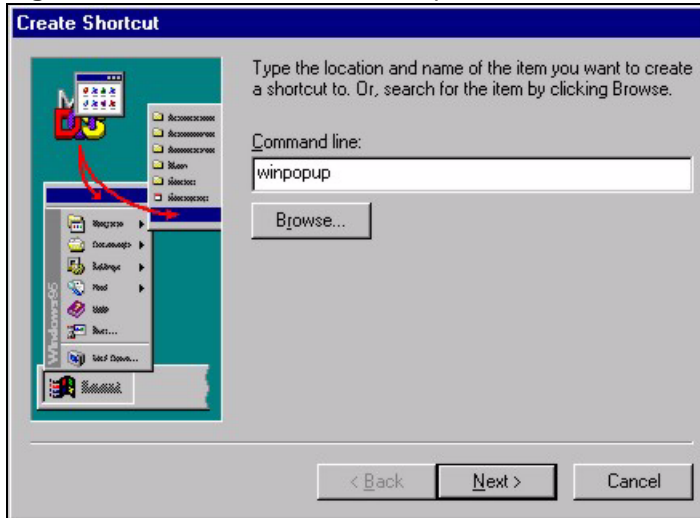 Create Shortcut
Type the location and name of the item you want to create
a shortcut to. Or, search for the item by clicking Browse.
Command line:
winpopup
Browse...
Windows95
< Back
Next >
Cancel